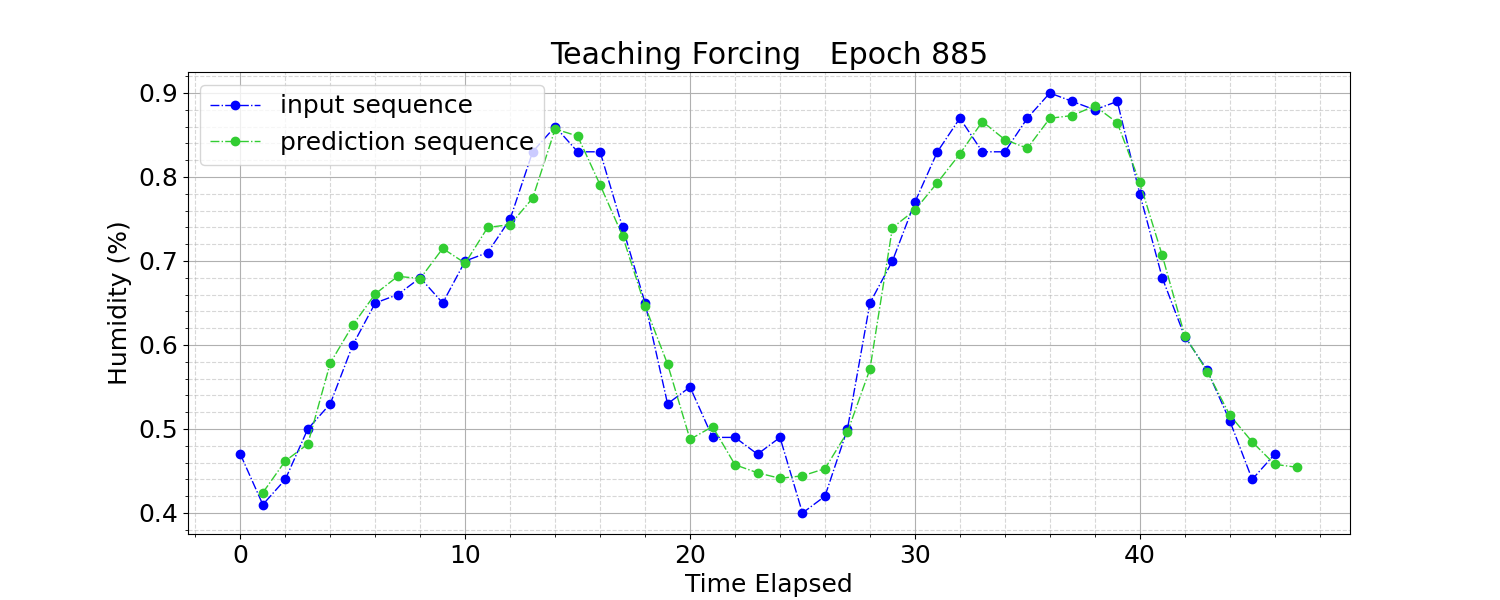 Teaching Forcing   Epoch 885
input sequence
prediction sequence
Humidity (%)
0.9
0.8
0.7
0.6
0.5
0.4
0 10 20 30 40
Time Elapsed